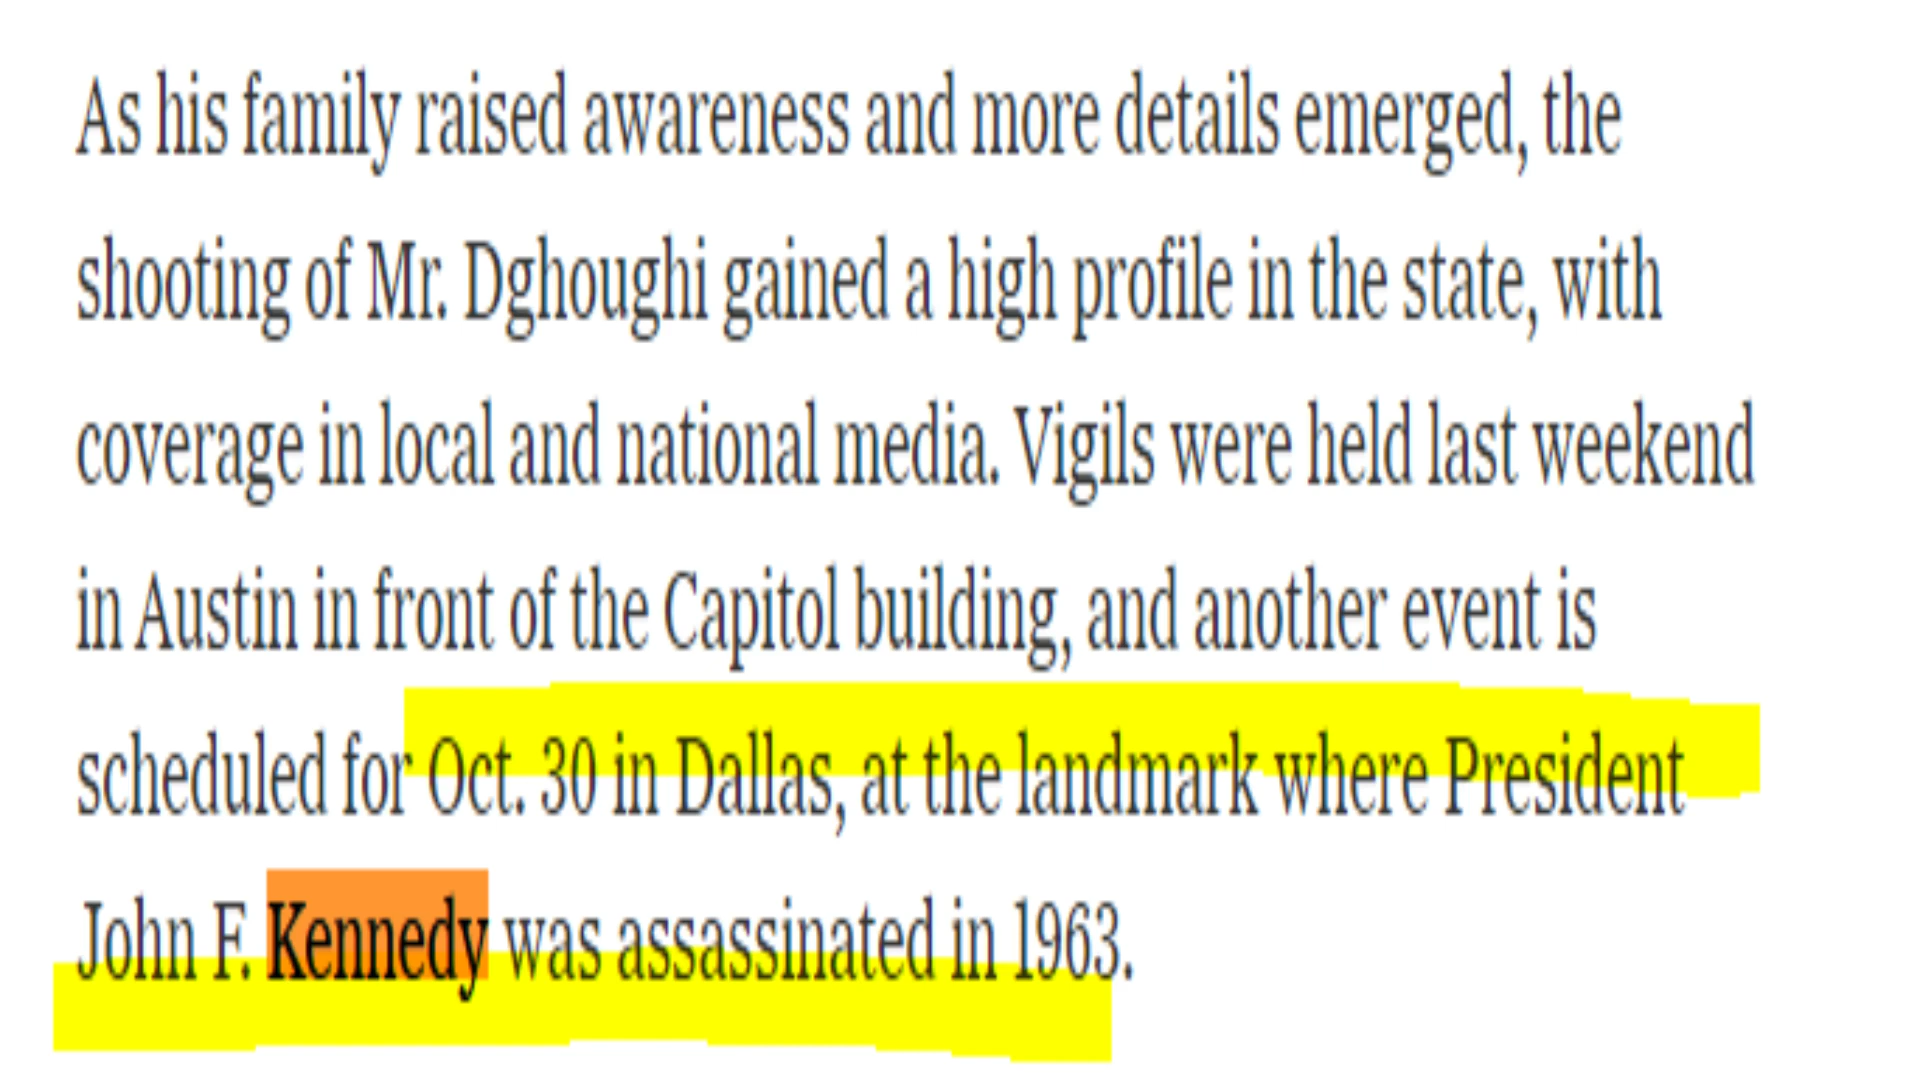 As his family raised awareness and more details emerged, the
shooting of Mr. Dghoughi gained a high profile in the state, with
coverage in local and national media. Vigils were held last weekend
in Austin in front of the Capitol building, and another event is
scheduled for Oct. 30 in Dallas, at the landmark where President
John F. Kennedy was assassinated in 1963.